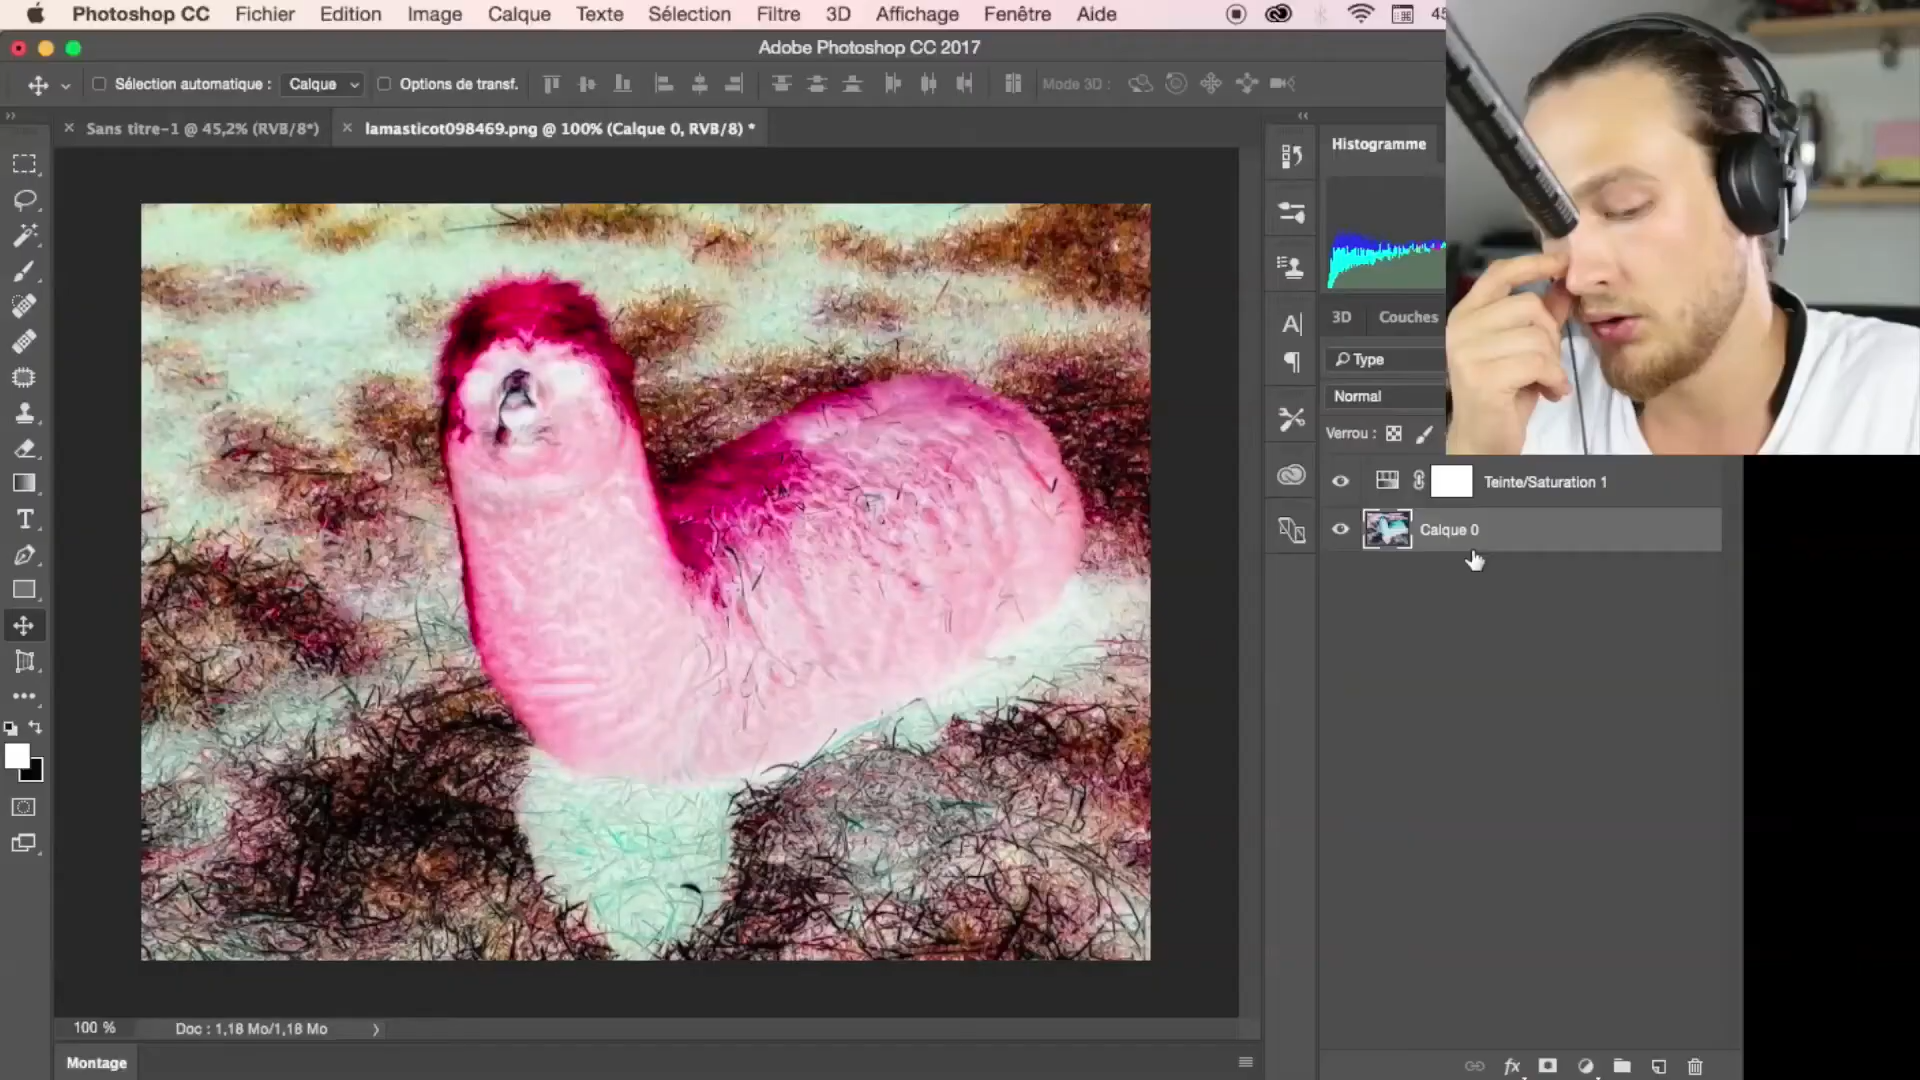 Photoshop CC Fichier Edition Image Calque Texte Sélection Filtre 3D Affichage Fenêtre Aide
Adobe Photoshop CC 2017
Sélection automatique : Calque Options de transf. Mode 3D :
Sans titre-1 @ 45,2% (RVB/8*) lamasticot098469.png @ 100% (Calque 0, RVB/8) *
Histogramme
3D Couches
Type
Normal
Verrou :
Teinte/Saturation 1
Calque 0
100 % Doc : 1,18 Mo/1,18 Mo
Montage